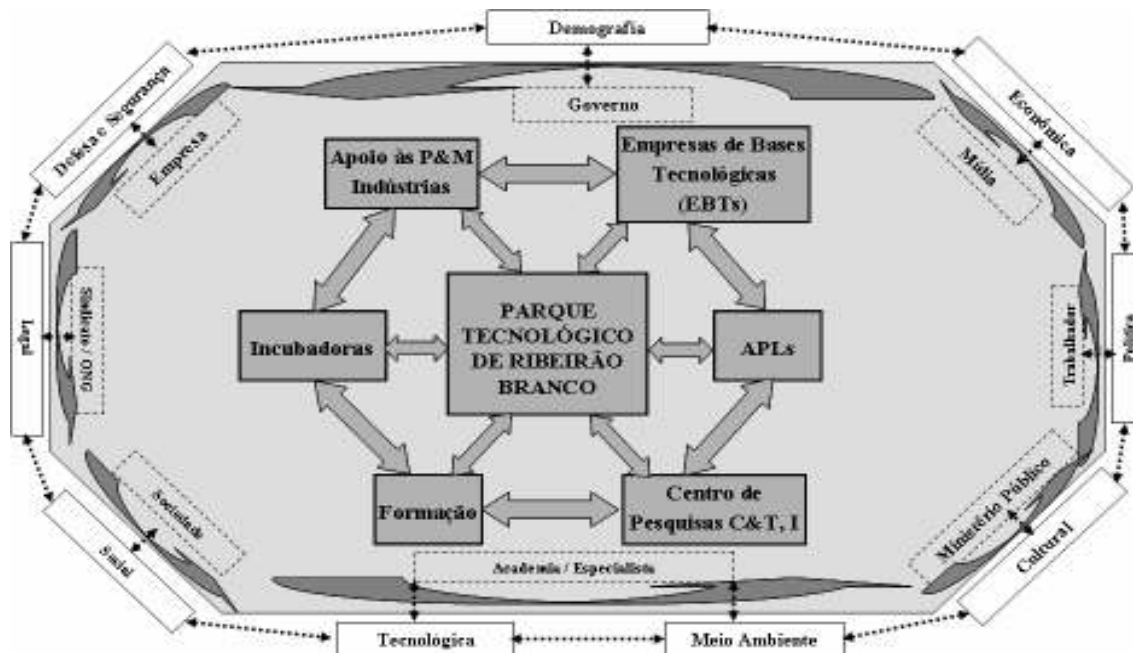 Demografia
Defesa e Segurança
Econômica
Governo
Empresa
Mídia
Apoio às P&M
Indústrias
Empresas de Bases
Tecnológicas
(EBTs)
Legal
Sindicato / ONG
Incubadoras
PARQUE
TECNOLÓGICO
DE RIBEIRÃO
BRANCO
APLs
Trabalhador
Política
Sociedade
Social
Formação
Centro de
Pesquisas C&T, I
Ministério Público
Cultural
Academia / Especialista
Tecnológica
Meio Ambiente